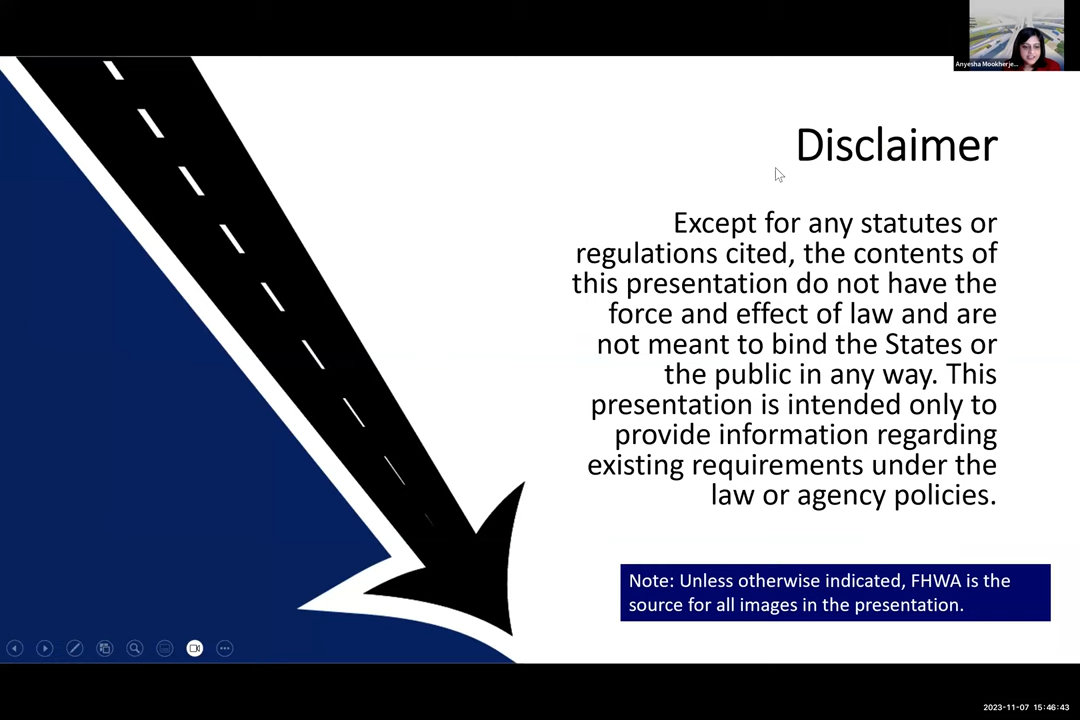 Anyesha Mookherje...
Disclaimer
Except for any statutes or
regulations cited, the contents of
this presentation do not have the
force and effect of law and are
not meant to bind the States or
the public in any way. This
presentation is intended only to
provide information regarding
existing requirements under the
law or agency policies.
Note: Unless otherwise indicated, FHWA is the
source for all images in the presentation.
2023-11-07 15:46:43